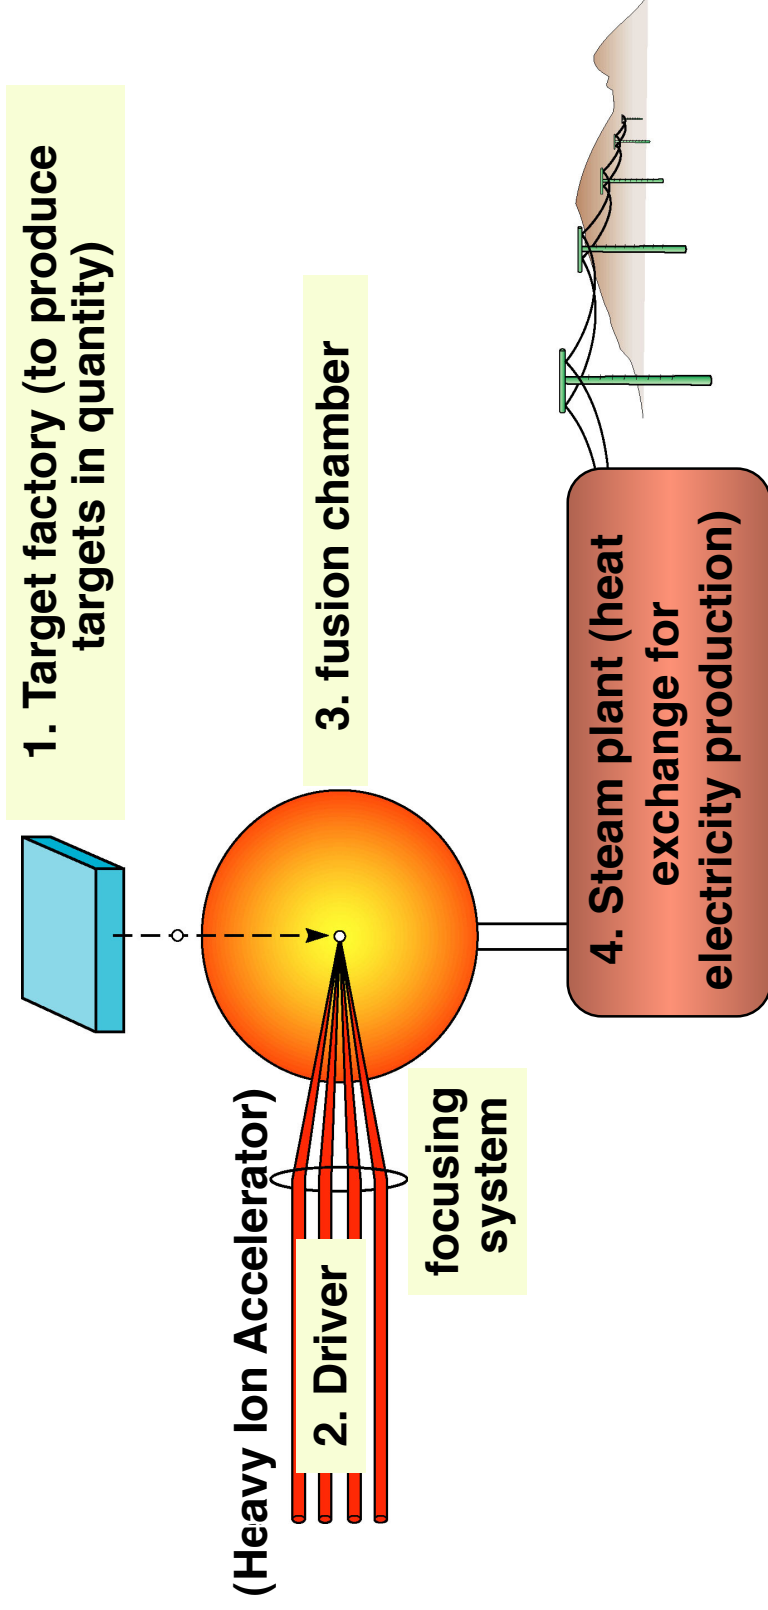 1. Target factory (to produce
targets in quantity)
(Heavy Ion Accelerator)
2. Driver
3. fusion chamber
focusing
system
4. Steam plant (heat
exchange for
electricity production)